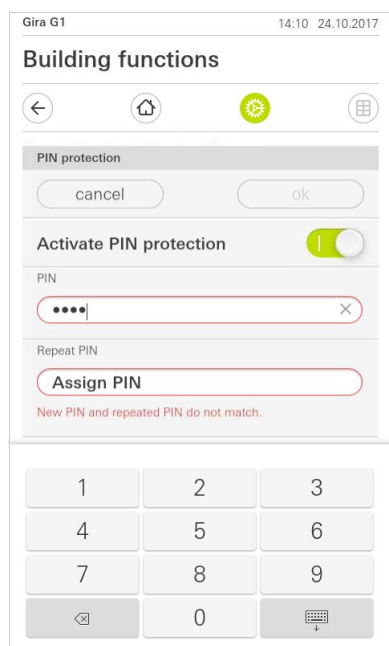 Gira G1 14:10 24.10.2017
Building functions
PIN protection
cancel ok
Activate PIN protection
PIN
••••
Repeat PIN
Assign PIN
New PIN and repeated PIN do not match.
1 2 3
4 5 6
7 8 9
0